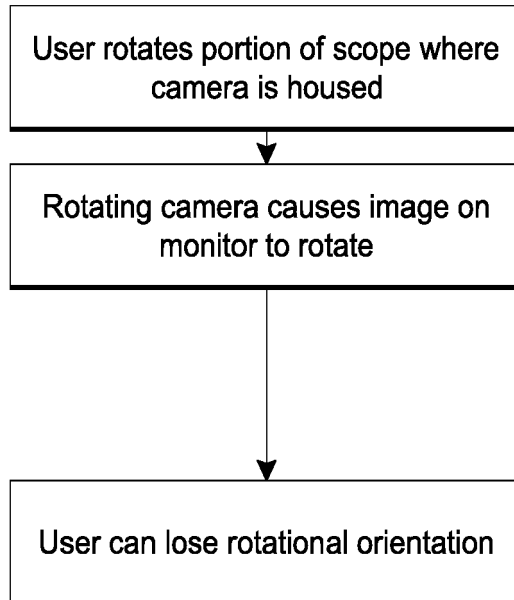 User rotates portion of scope where
camera is housed
Rotating camera causes image on
monitor to rotate
User can lose rotational orientation